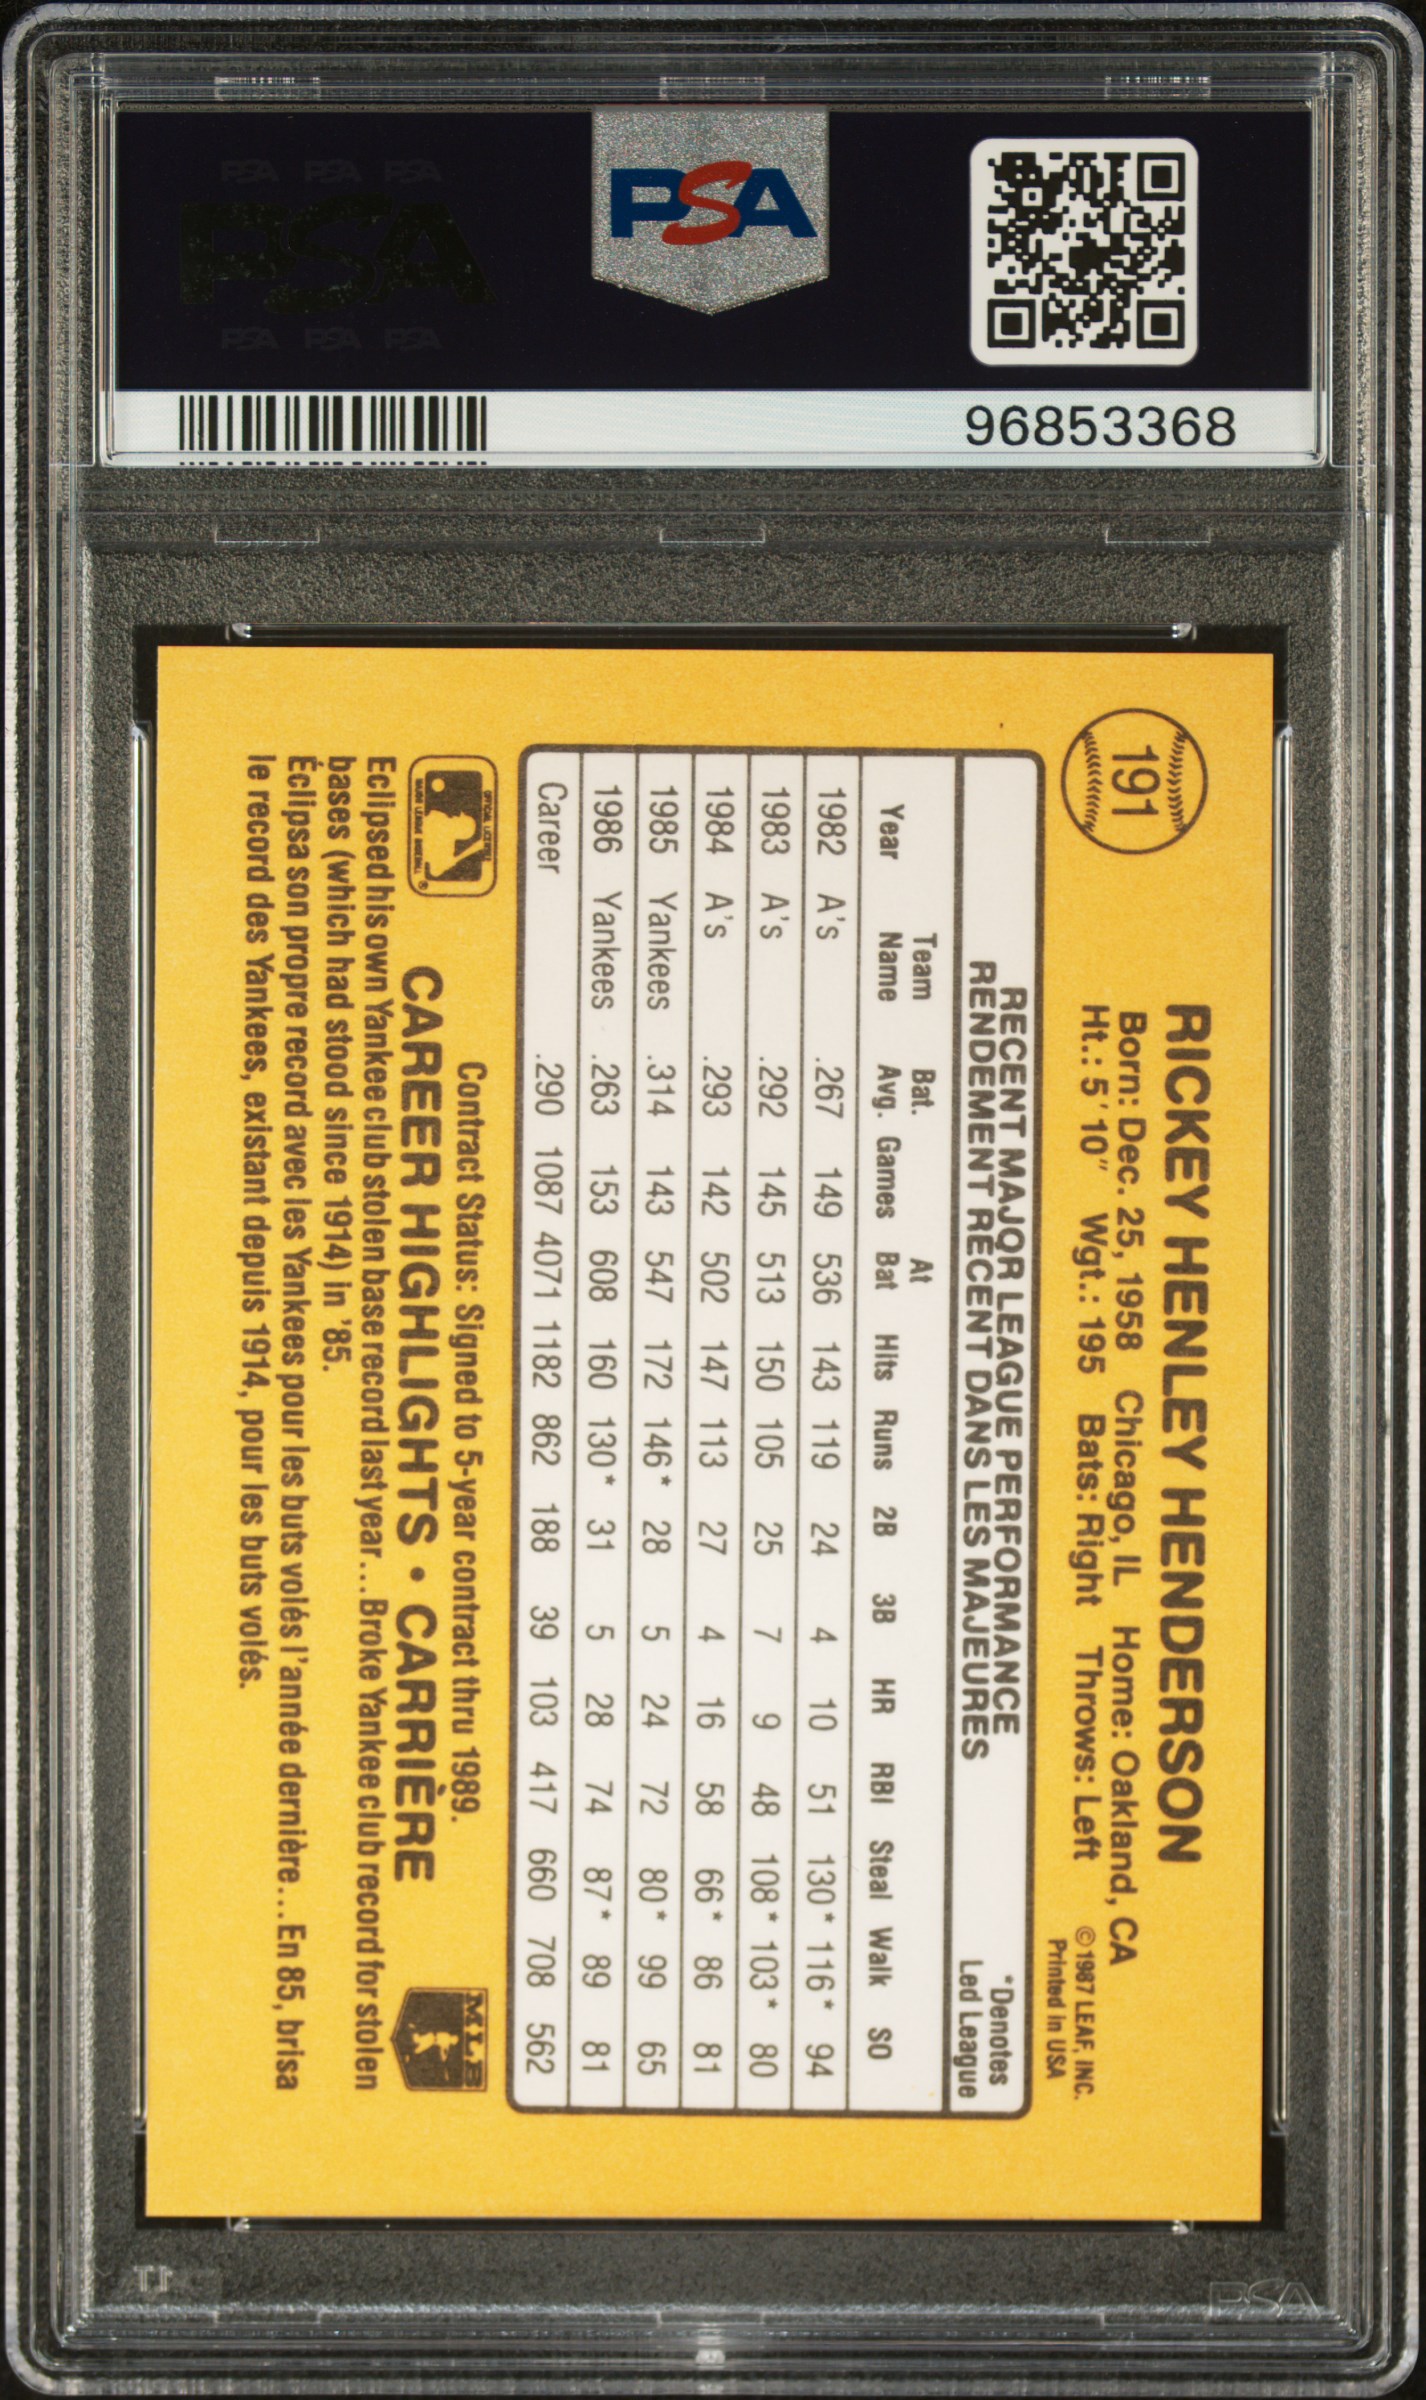 PSA PSA PSA
PSA
PSA PSA PSA
PSA
96853368
191
RICKEY HENLEY HENDERSON
Born: Dec. 25, 1958 Chicago, IL Home: Oakland, CA
Ht.: 5'10" Wgt.: 195 Bats: Right Throws: Left
© 1987 LEAF, INC.
Printed in USA
RECENT MAJOR LEAGUE PERFORMANCE
RENDEMENT RÉCENT DANS LES MAJEURES
*Denotes
Led League
Year Team Name Bat. Avg. Games At Bat Hits Runs 2B 3B HR RBI Steal Walk SO
1982 A's .267 149 536 143 119 24 4 10 51 130* 116* 94
1983 A's .292 145 513 150 105 25 7 9 48 108* 103* 80
1984 A's .293 142 502 147 113 27 4 16 58 66* 86 81
1985 Yankees .314 143 547 172 146* 28 5 24 72 80* 99 65
1986 Yankees .263 153 608 160 130* 31 5 28 74 87* 89 81
Career .290 1087 4071 1182 862 188 39 103 417 660 708 562
Contract Status: Signed to 5-year contract thru 1989.
CAREER HIGHLIGHTS • CARRIÈRE
MLB
Eclipsed his own Yankee club stolen base record last year...Broke Yankee club record for stolen
bases (which had stood since 1914) in '85.
Éclipsa son propre record avec les Yankees pour les buts volés l'année dernière...En 85, brisa
le record des Yankees, existant depuis 1914, pour les buts volés.
PSA